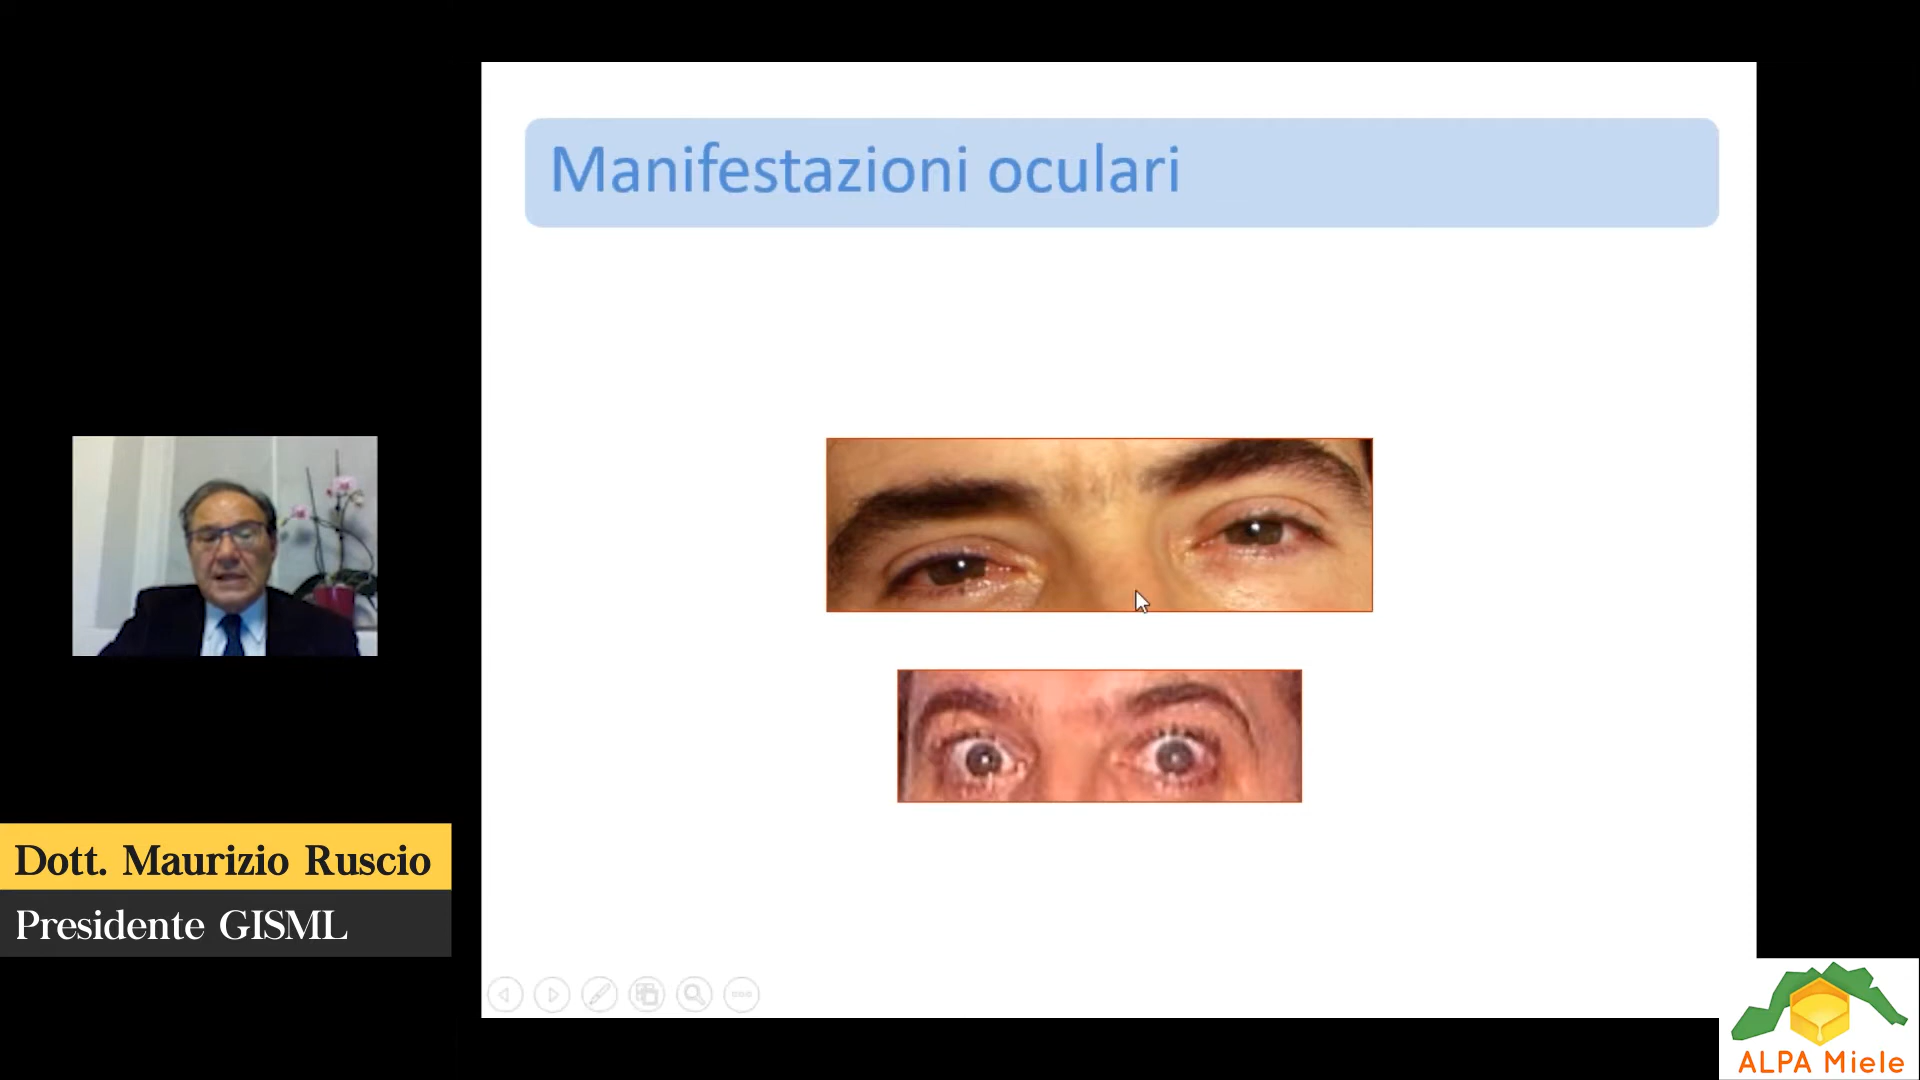 Manifestazioni oculari
Dott. Maurizio Ruscio
Presidente GISML
ALPA Miele